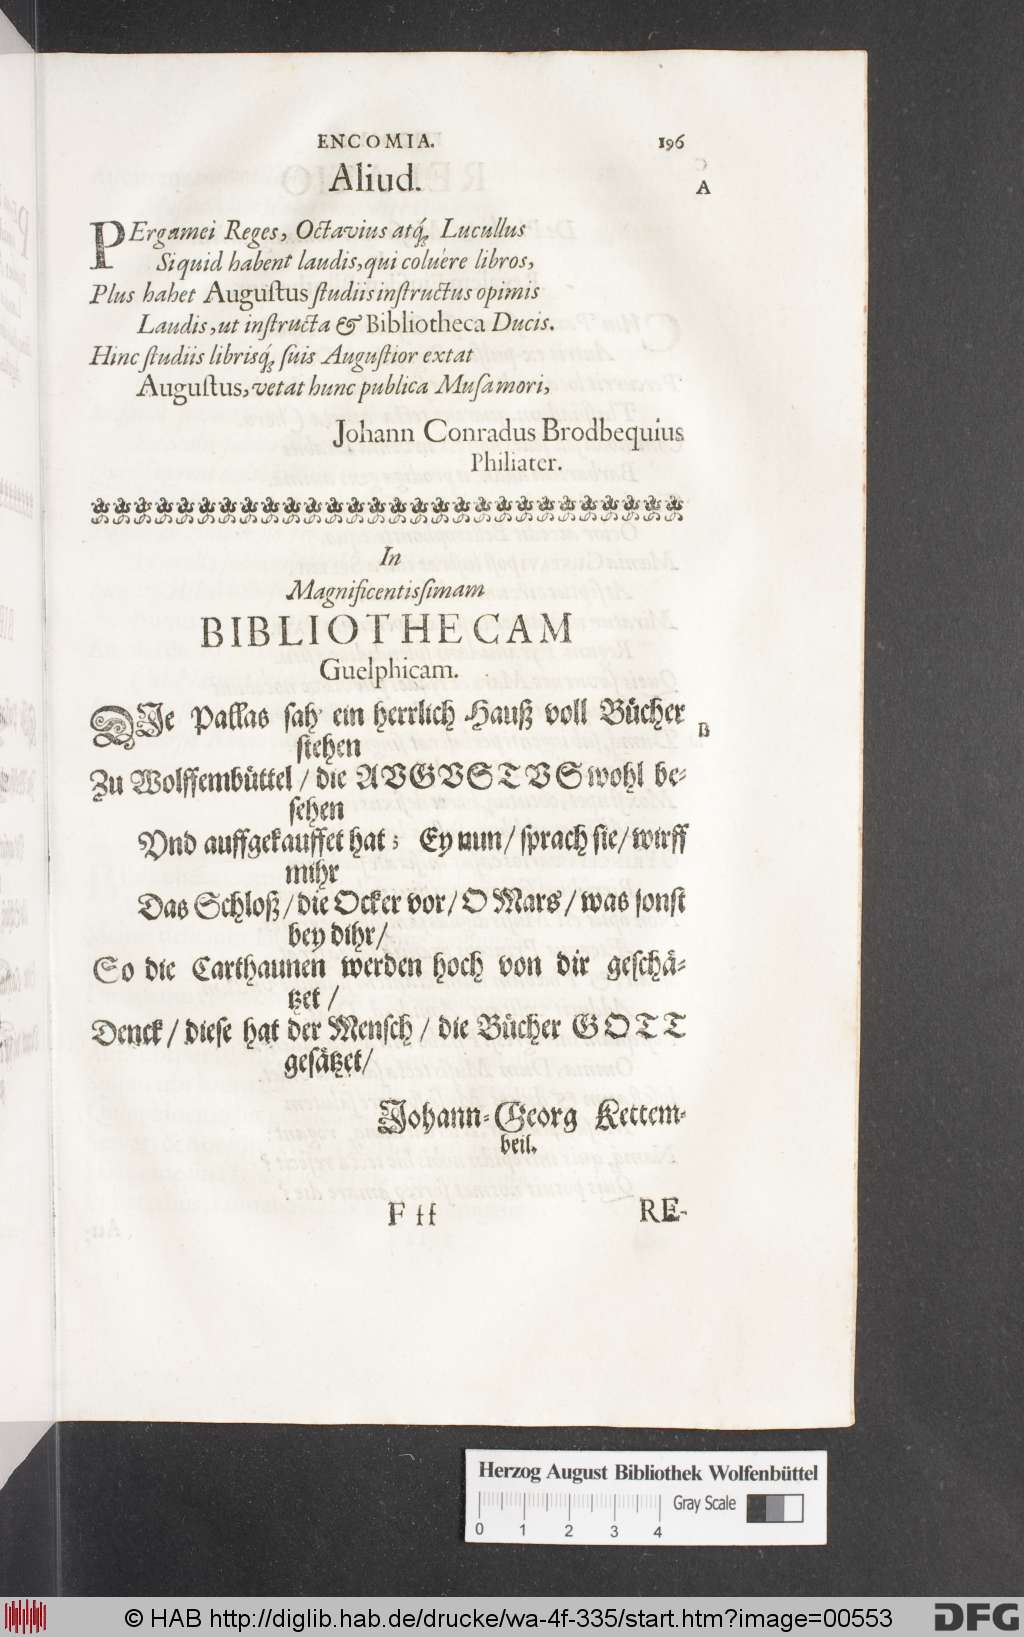 ENCOMIA. 196
Aliud.
A
PErgamei Reges, Octavius atq́; Lucullus
Siquid habent laudis, qui coluére libros,
Plus habet Augustus studiis instructus opimis
Laudis, ut instructa & Bibliotheca Ducis.
Hinc studiis librisq́; suis Augustior extat
Augustus, vetat hunc publica Musa mori,
Johann Conradus Brodbequius
Philiater.
In
Magnificentissimam
BIBLIOTHECAM
Guelphicam.
DJe Pallas sah ein herrlich Hauß voll Bücher
stehen
B
Zu Wolffembüttel / die AVGVSTVS wohl be-
sehen
Vnd auffgekauffet hat; Ey nun / sprach sie / wirff
mihr
Das Schloß / die Ocker vor / O Mars / was sonst
bey dihr /
So die Carthaunen werden hoch von dir geschä-
tzet /
Denck / diese hat der Mensch / die Bücher GOTT
gesätzet /
Johann-Georg Kettem-
beil.
F ff RE-
Herzog August Bibliothek Wolfenbüttel
Gray Scale
0 1 2 3 4
© HAB http://diglib.hab.de/drucke/wa-4f-335/start.htm?image=00553
DFG